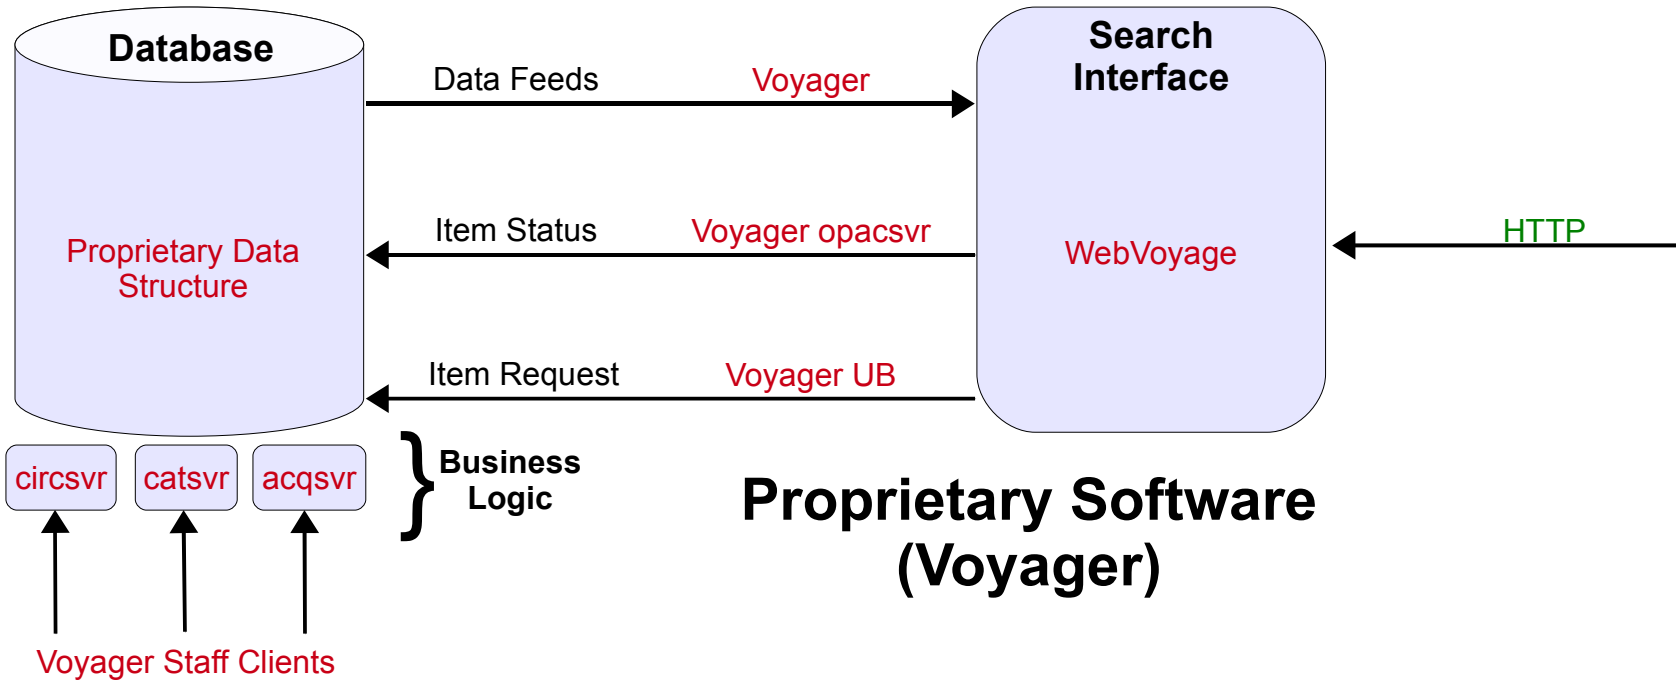 Database
Search
Interface
Data Feeds
Voyager
Item Status
Voyager opacsvr
HTTP
Proprietary Data
Structure
WebVoyage
Item Request
Voyager UB
circsvr
catsvr
acqsvr
Business
Logic
Proprietary Software
(Voyager)
Voyager Staff Clients